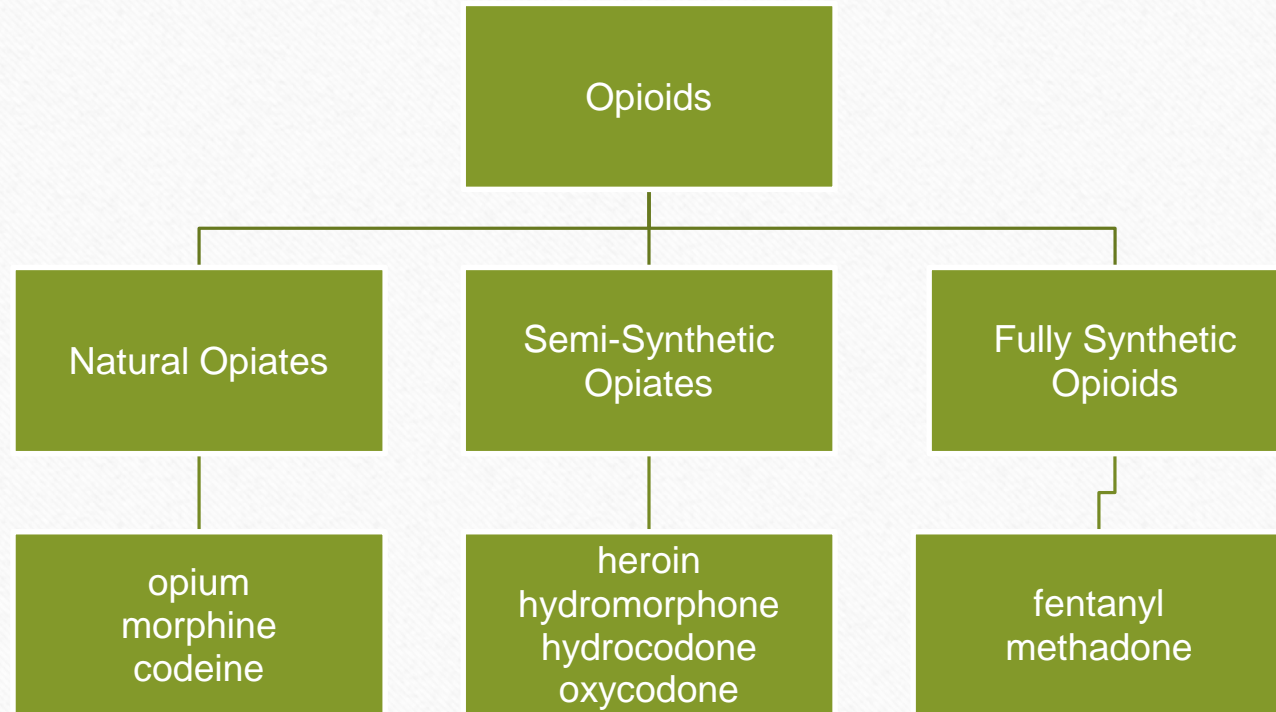 Opioids
Natural Opiates
Semi-Synthetic
Opiates
Fully Synthetic
Opioids
opium
morphine
codeine
heroin
hydromorphone
hydrocodone
oxycodone
fentanyl
methadone